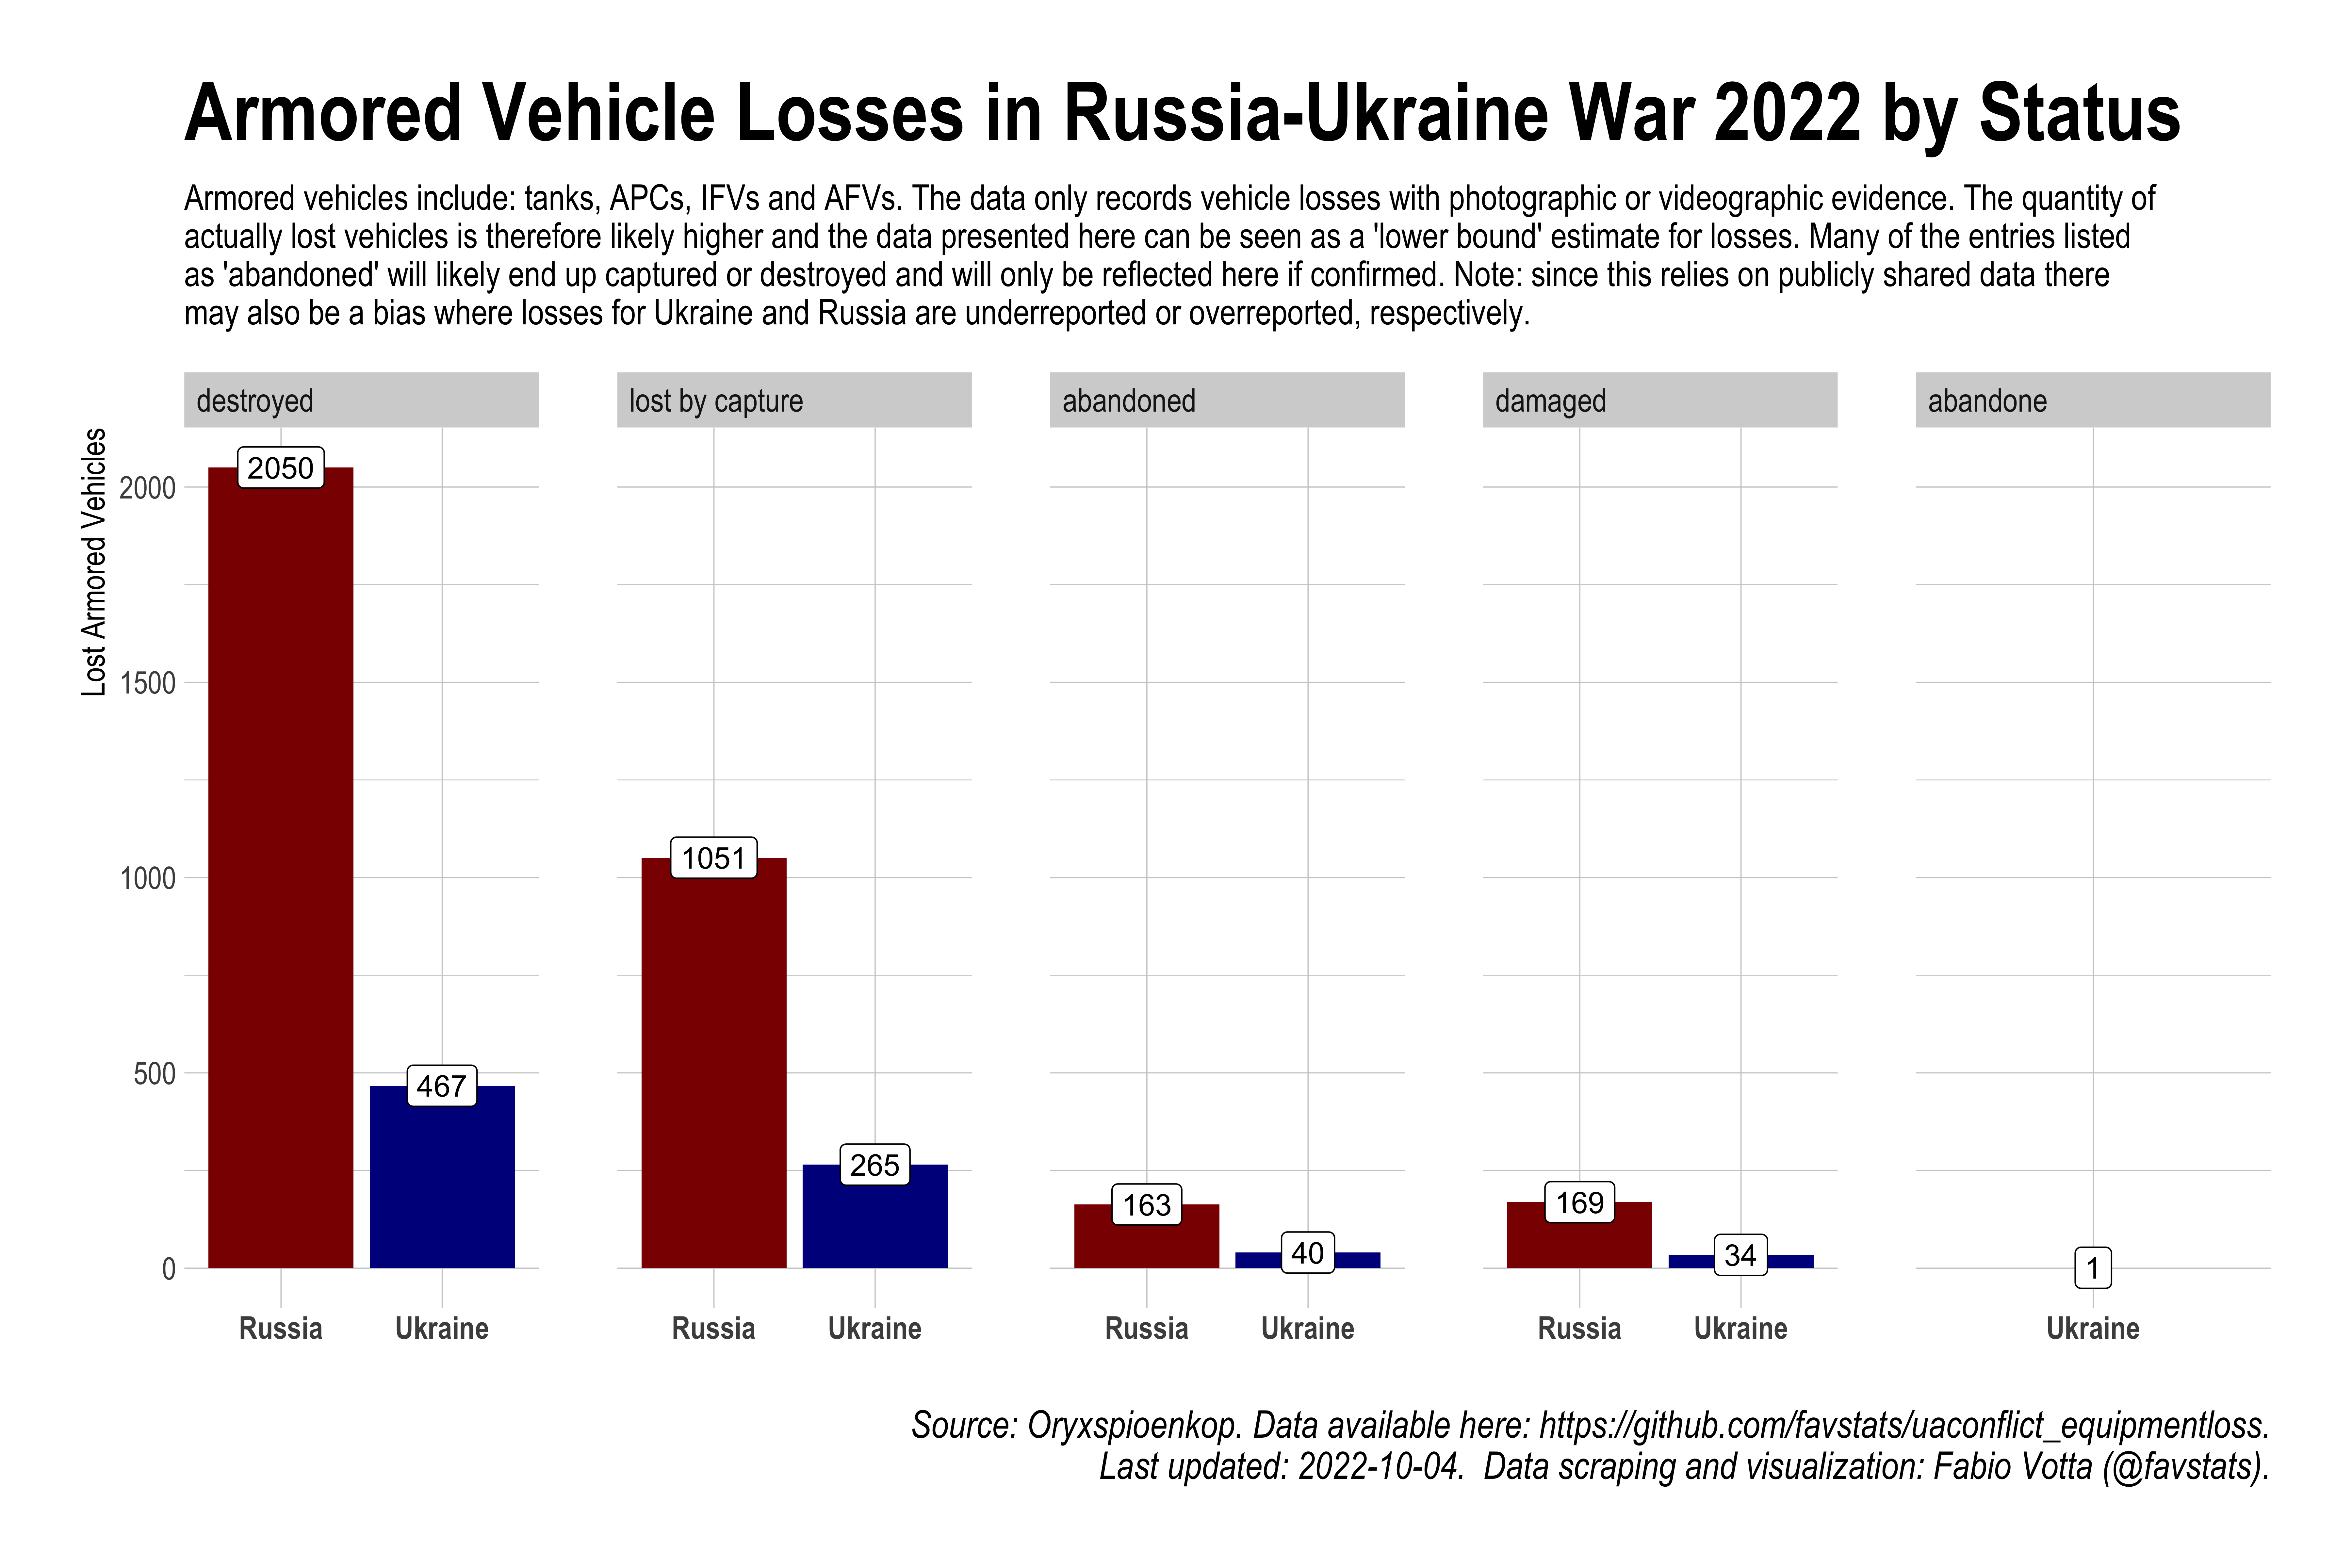 Armored Vehicle Losses in Russia-Ukraine War 2022 by Status
Armored vehicles include: tanks, APCs, IFVs and AFVs. The data only records vehicle losses with photographic or videographic evidence. The quantity of
actually lost vehicles is therefore likely higher and the data presented here can be seen as a 'lower bound' estimate for losses. Many of the entries listed
as 'abandoned' will likely end up captured or destroyed and will only be reflected here if confirmed. Note: since this relies on publicly shared data there
may also be a bias where losses for Ukraine and Russia are underreported or overreported, respectively.
destroyed
lost by capture
abandoned
damaged
abandone
Lost Armored Vehicles
2000
1500
1000
500
0
2050
467
1051
265
163
40
169
34
1
Russia
Ukraine
Russia
Ukraine
Russia
Ukraine
Russia
Ukraine
Ukraine
Source: Oryxspioenkop. Data available here: https://github.com/favstats/uaconflict_equipmentloss.
Last updated: 2022-10-04. Data scraping and visualization: Fabio Votta (@favstats).